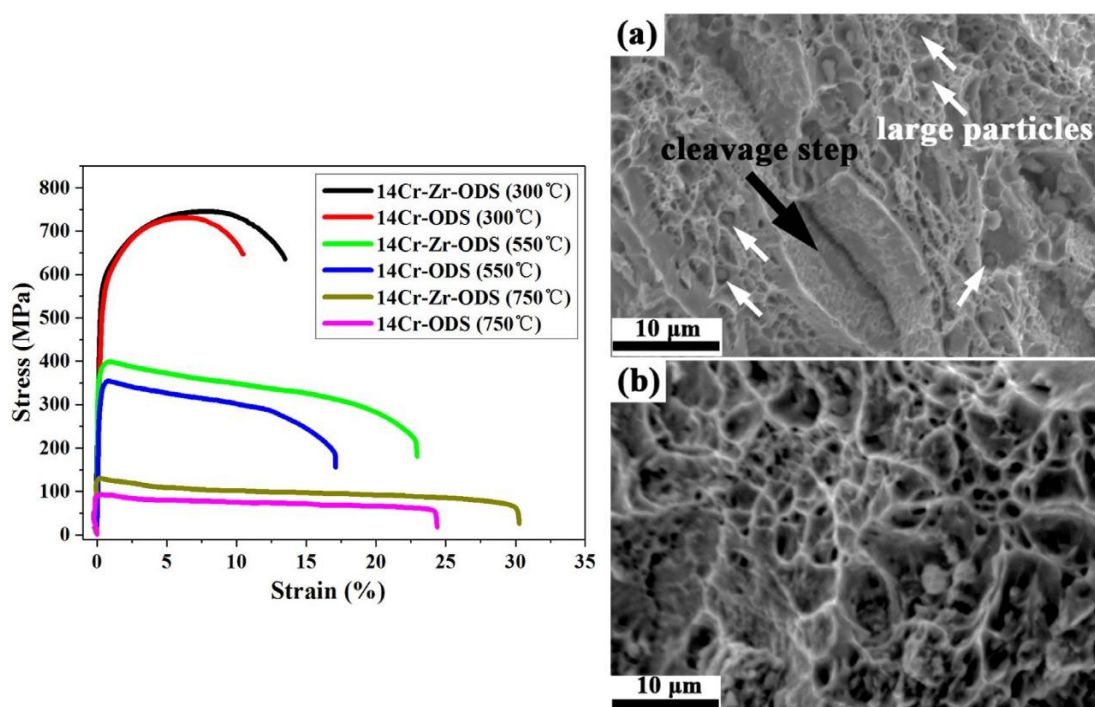 800
700
600
500
400
300
200
100
0
Stress (MPa)
14Cr-Zr-ODS (300℃)
14Cr-ODS (300℃)
14Cr-Zr-ODS (550℃)
14Cr-ODS (550℃)
14Cr-Zr-ODS (750℃)
14Cr-ODS (750℃)
0 5 10 15 20 25 30 35
Strain (%)
(a)
large particles
cleavage step
10 μm
(b)
10 μm